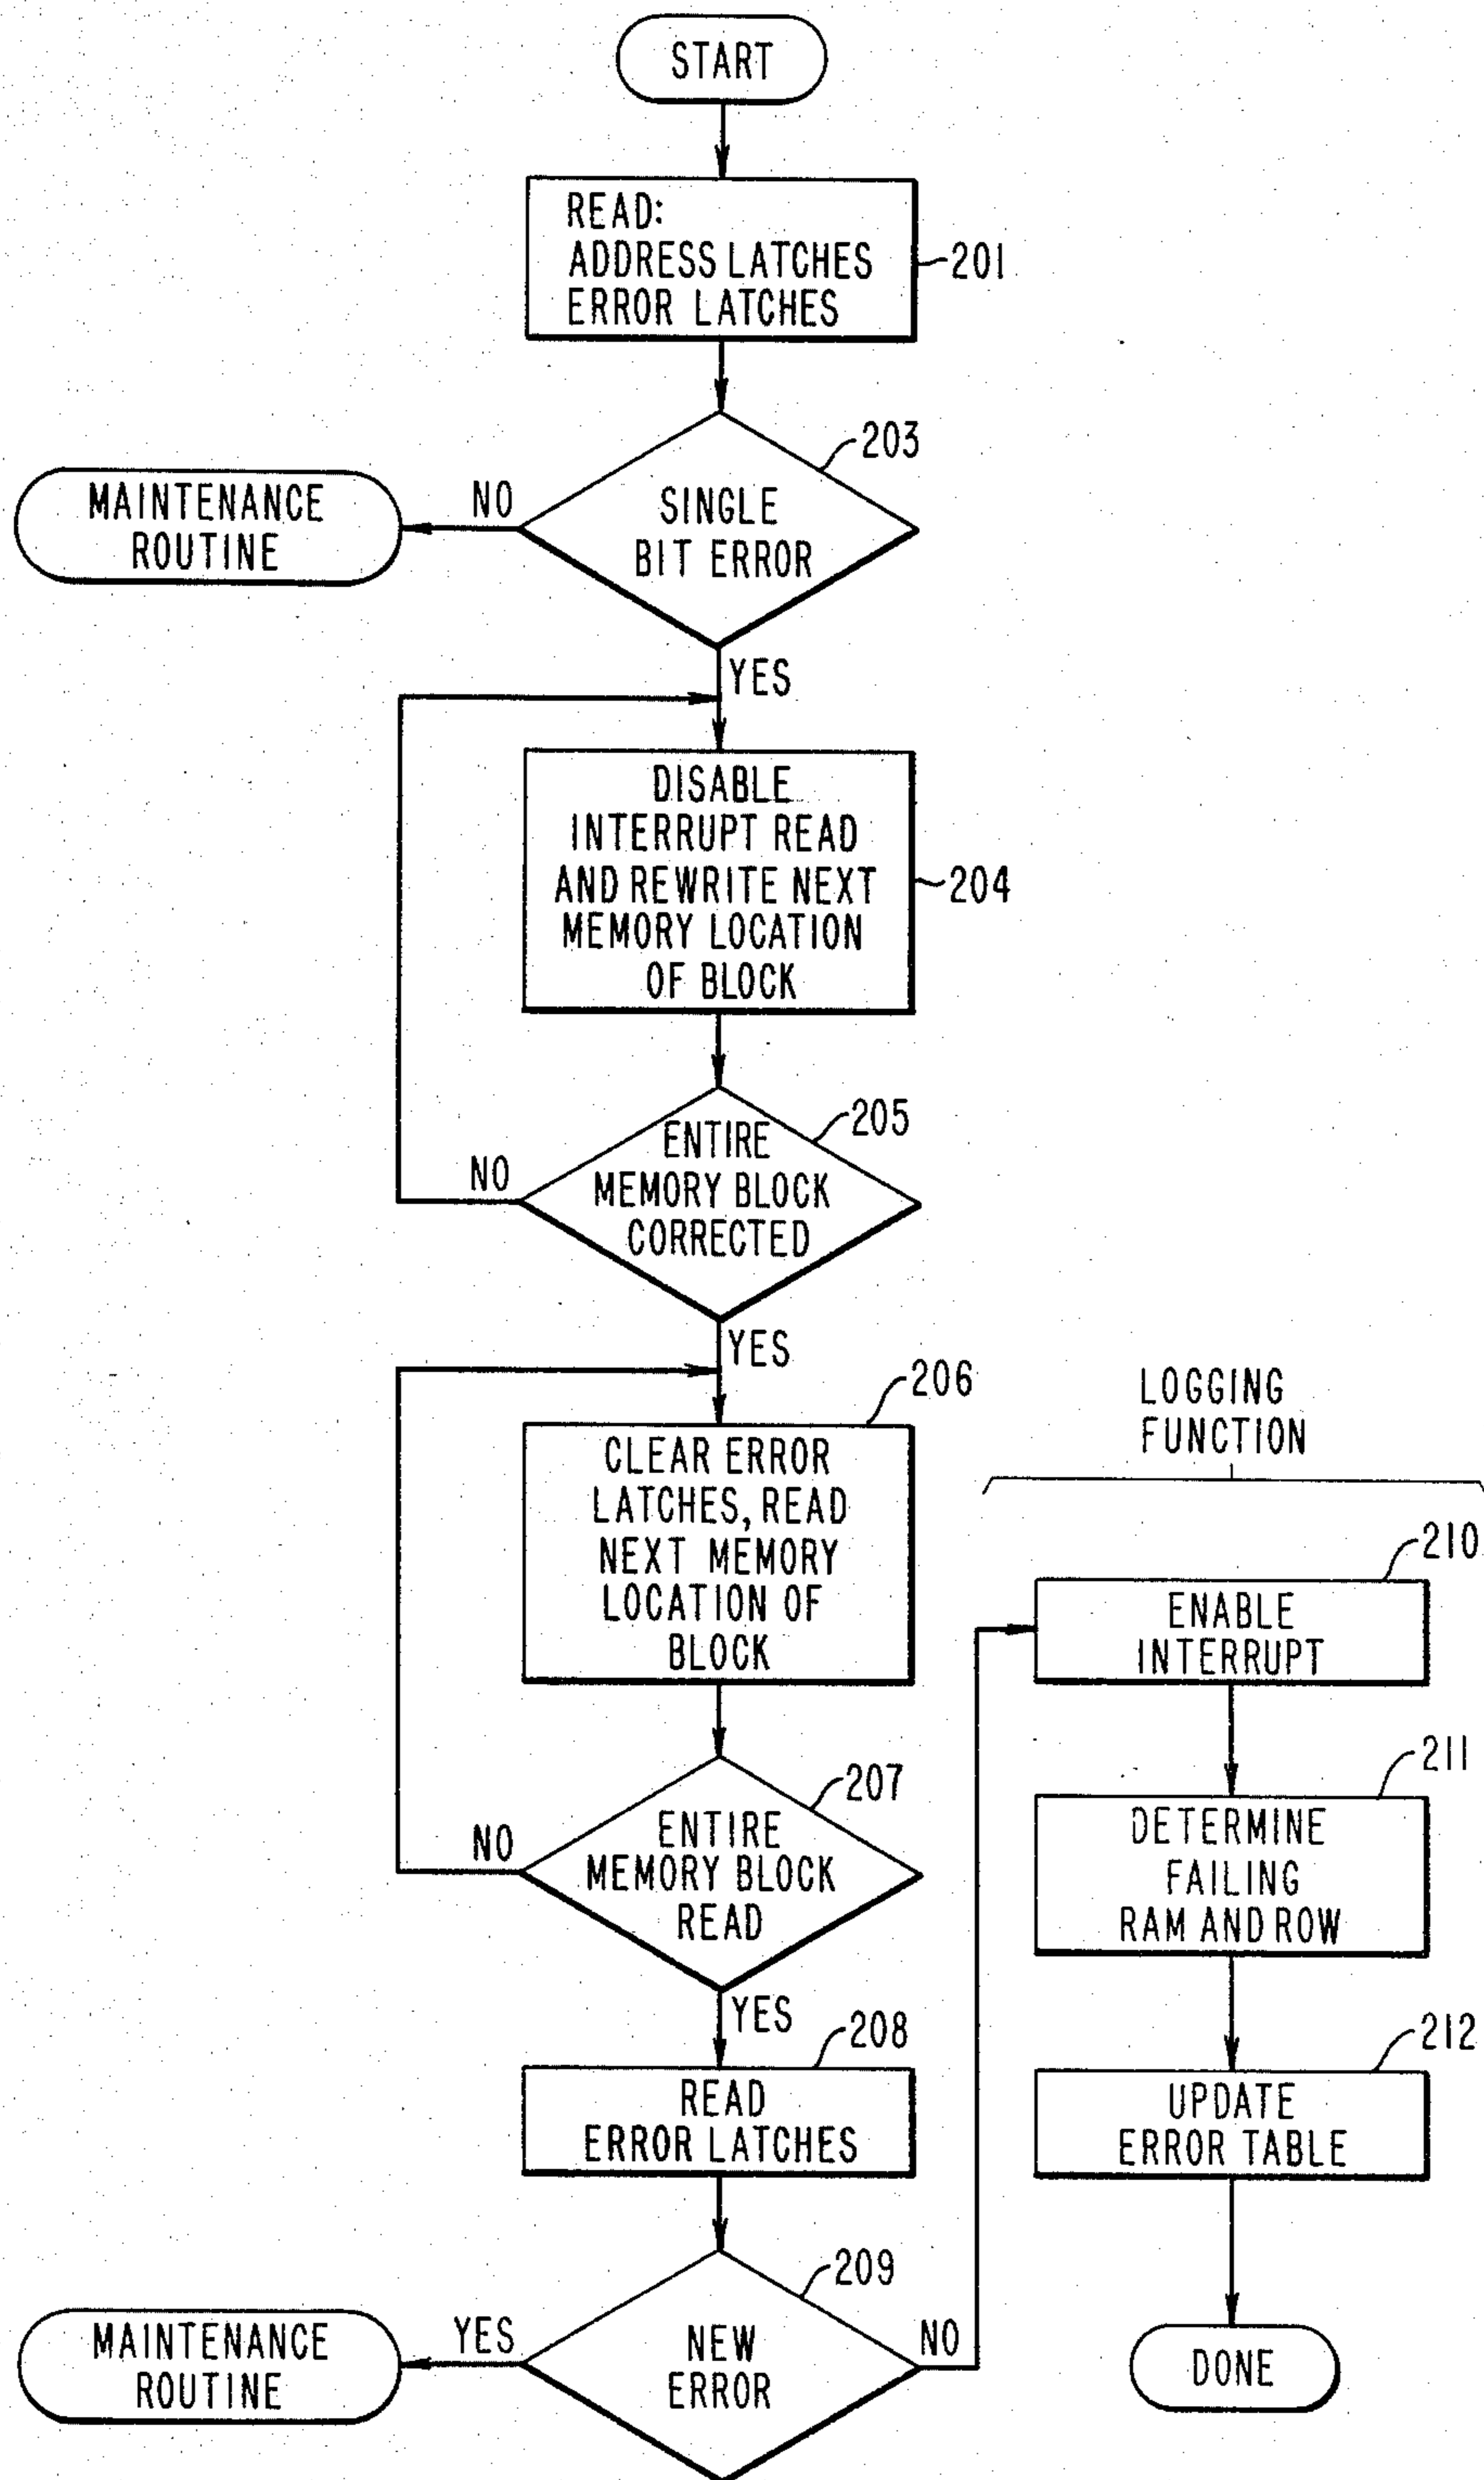 START
READ:
ADDRESS LATCHES
ERROR LATCHES
201
203
SINGLE
BIT ERROR
NO
MAINTENANCE
ROUTINE
YES
DISABLE
INTERRUPT READ
AND REWRITE NEXT
MEMORY LOCATION
OF BLOCK
204
205
ENTIRE
MEMORY BLOCK
CORRECTED
NO
YES
206
CLEAR ERROR
LATCHES, READ
NEXT MEMORY
LOCATION OF
BLOCK
207
ENTIRE
MEMORY BLOCK
READ
NO
YES
208
READ
ERROR LATCHES
209
NEW
ERROR
YES
MAINTENANCE
ROUTINE
NO
LOGGING
FUNCTION
210
ENABLE
INTERRUPT
211
DETERMINE
FAILING
RAM AND ROW
212
UPDATE
ERROR TABLE
DONE